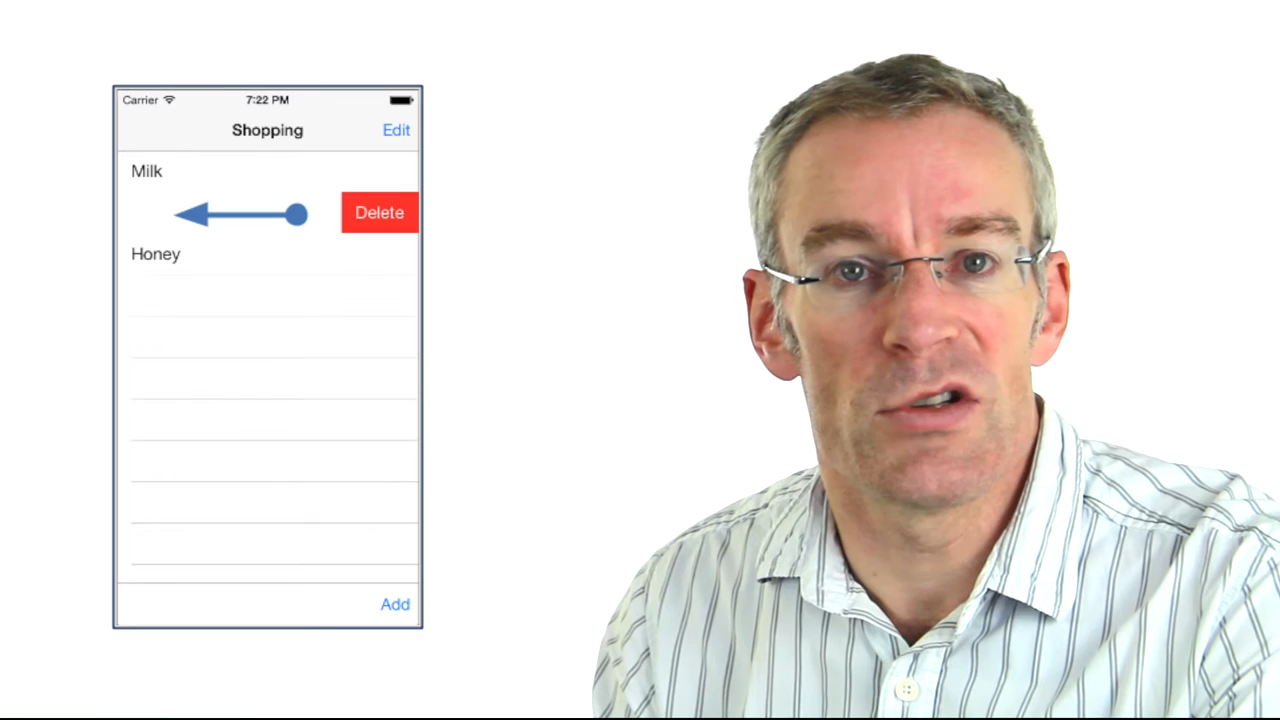 Carrier 7:22 PM
Shopping Edit
Milk
Delete
Honey
Add